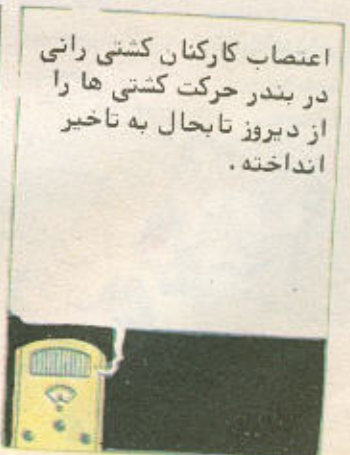 اعتصاب کارکنان کشتی رانی
در بندر حرکت کشتی ها را
از دیروز تابحال به تاخیر
انداخته .